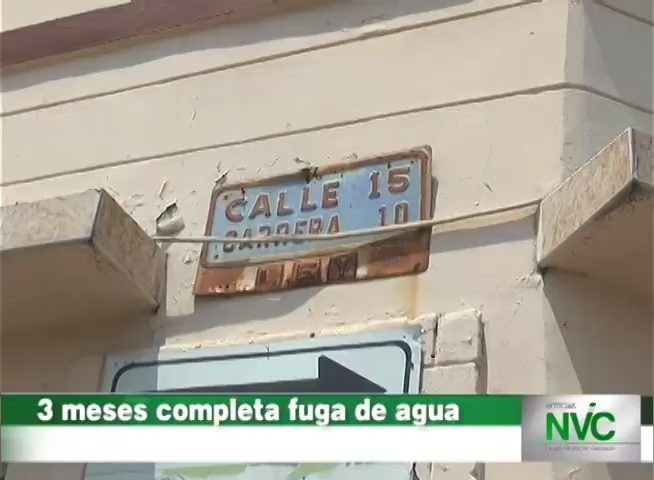 CALLE 15
CARRERA 10
3 meses completa fuga de agua
NOTICIAS
NVC